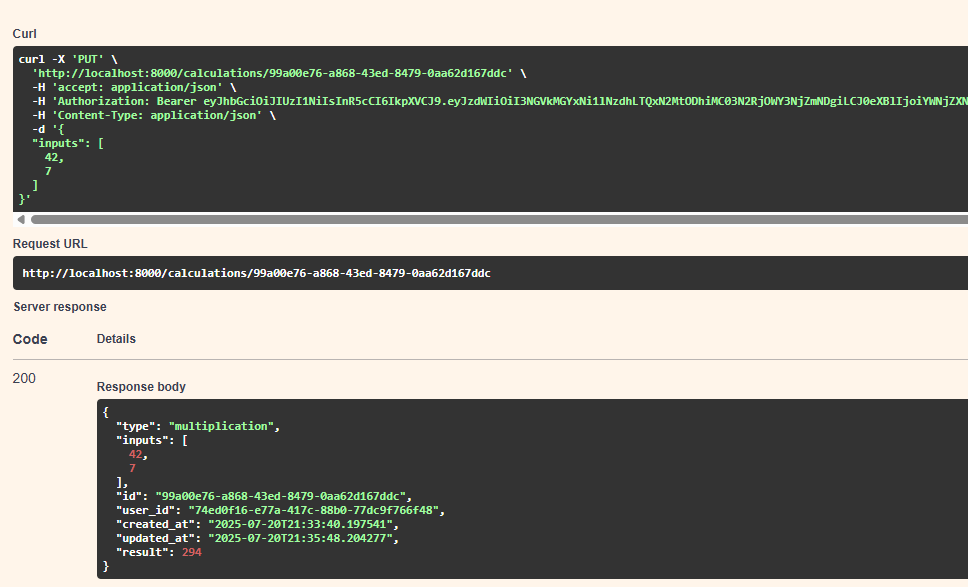 Curl
curl -X 'PUT' \
  'http://localhost:8000/calculations/99a00e76-a868-43ed-8479-0aa62d167ddc' \
  -H 'accept: application/json' \
  -H 'Authorization: Bearer eyJhbGciOiJIUzI1NiIsInR5cCI6IkpXVCJ9.eyJzdWIiOiI3NGVkMGYxNi1lNzdhLTQxN2MtODhiMC03N2RjOWY3NjZmNDgiLCJ0eXBlIjoiYWNjZXN
  -H 'Content-Type: application/json' \
  -d '{
  "inputs": [
    42,
    7
  ]
}'
Request URL
http://localhost:8000/calculations/99a00e76-a868-43ed-8479-0aa62d167ddc
Server response
Code Details
200
Response body
{
  "type": "multiplication",
  "inputs": [
    42,
    7
  ],
  "id": "99a00e76-a868-43ed-8479-0aa62d167ddc",
  "user_id": "74ed0f16-e77a-417c-88b0-77dc9f766f48",
  "created_at": "2025-07-20T21:33:40.197541",
  "updated_at": "2025-07-20T21:35:48.204277",
  "result": 294
}